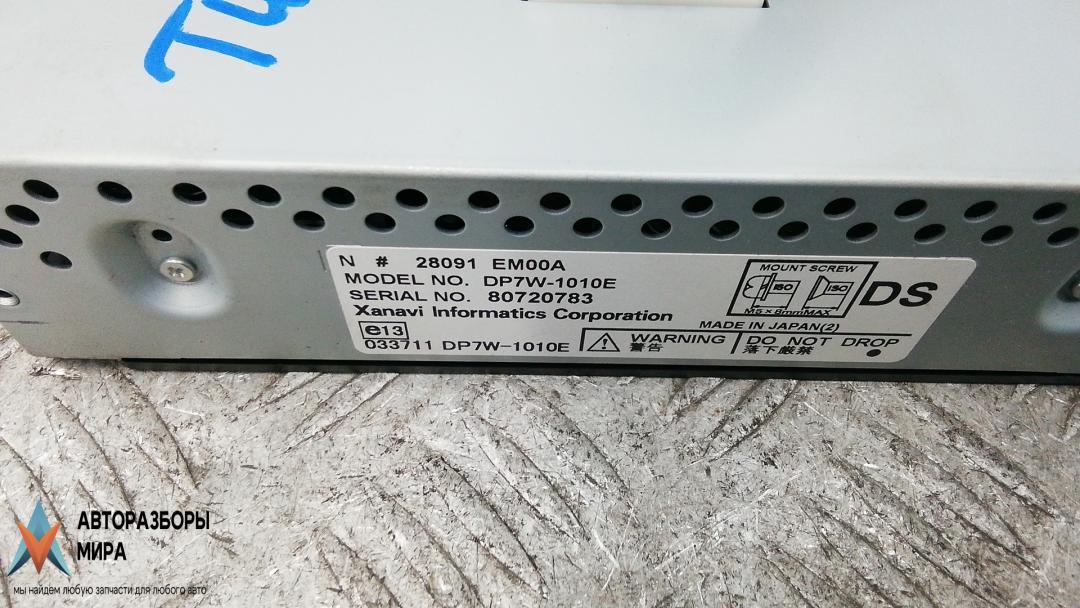 N # 28091 EM00A
MODEL NO. DP7W-1010E
SERIAL NO. 80720783
Xanavi Informatics Corporation
e13
033711 DP7W-1010E
MOUNT SCREW
ISO ISO
M5×8mmMAX
DS
MADE IN JAPAN(2)
WARNING
警告
DO NOT DROP
落下厳禁
АВТОРАЗБОРЫ
МИРА
мы найдем любую запчасти для любого авто